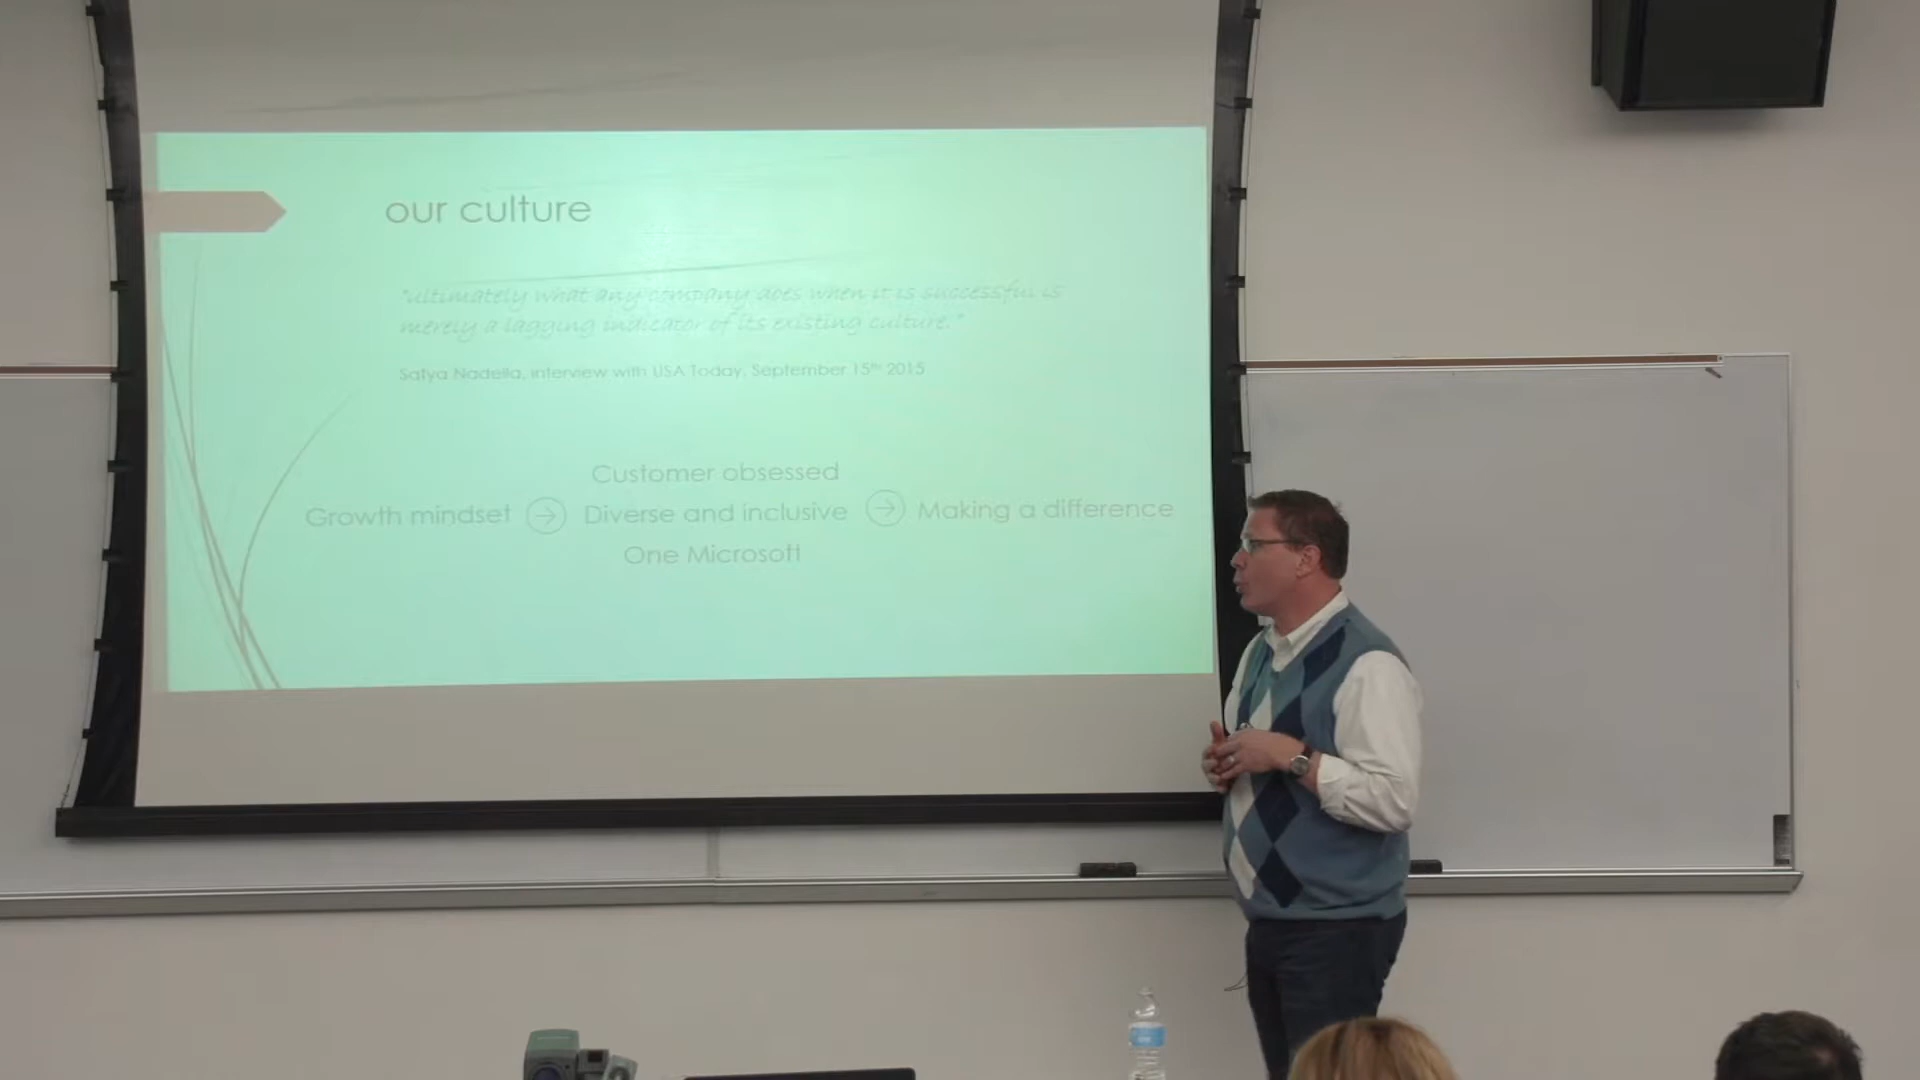 our culture
"ultimately what any company does when it is successful is
merely a lagging indicator of its existing culture."
Satya Nadella, interview with USA Today, September 15th 2015
Customer obsessed
Growth mindset → Diverse and inclusive → Making a difference
One Microsoft